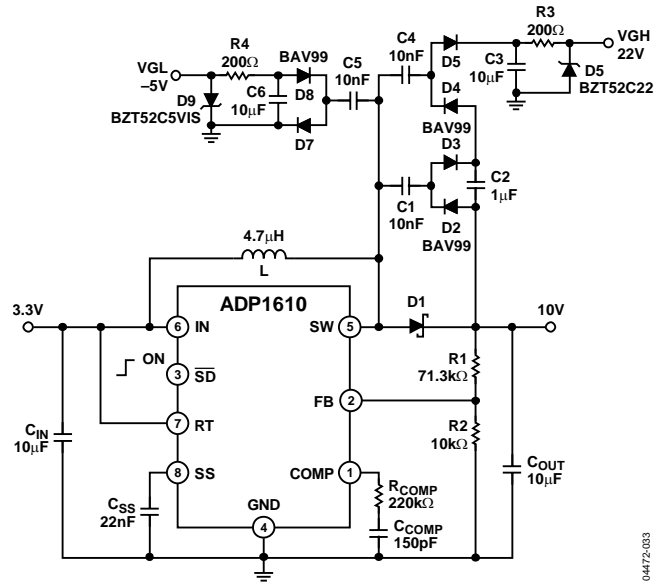 C4
10nF
D5
R3
200Ω
VGH
22V
C3
10μF
D5
BZT52C22
D4
BAV99
R4
200Ω
BAV99
C5
10nF
VGL
–5V
C6
10μF
D8
D9
BZT52C5VIS
D7
D3
C2
1μF
C1
10nF
D2
BAV99
4.7μH
L
ADP1610
3.3V
6
IN
SW
5
D1
10V
ON
3
SD
FB
2
R1
71.3kΩ
7
RT
R2
10kΩ
CIN
10μF
8
SS
COMP
1
COUT
10μF
CSS
22nF
GND
4
RCOMP
220kΩ
CCOMP
150pF
04472-033